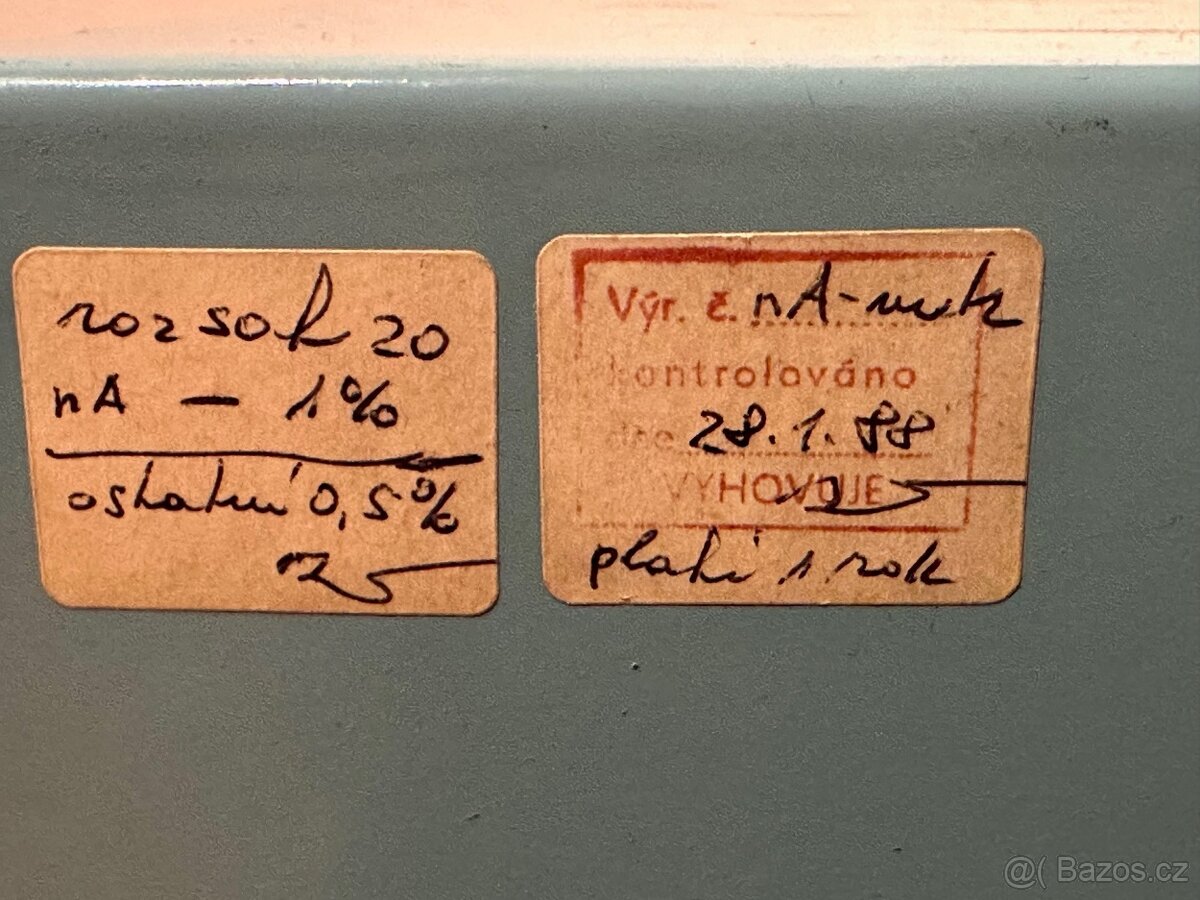 rozsah 20
nA — 1%
ostatní 0,5%
Výr. č. nA-metr
kontrolováno
dne 28.1.88
VYHOVUJE
platí 1 rok
@( Bazos.cz